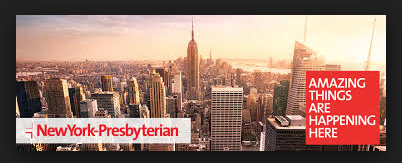 NewYork-Presbyterian
AMAZING
THINGS
ARE
HAPPENING
HERE